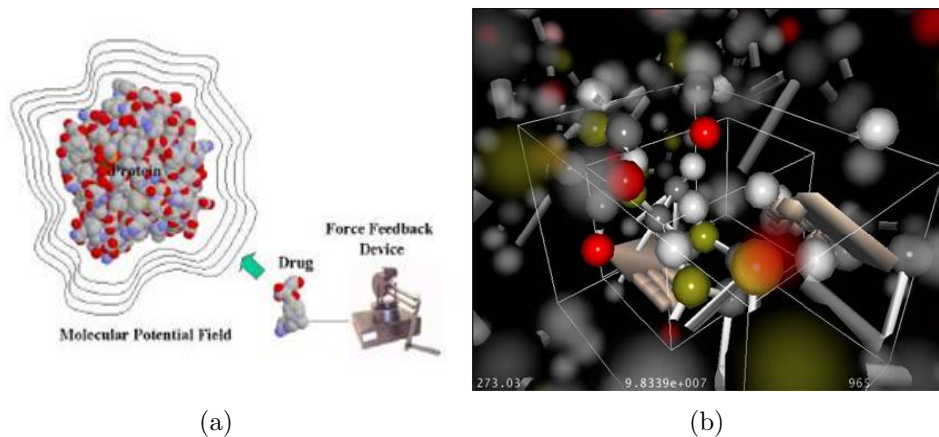 Protein
Force Feedback
Device
Drug
Molecular Potential Field
273.03
9.8339e+007
965
(a)
(b)